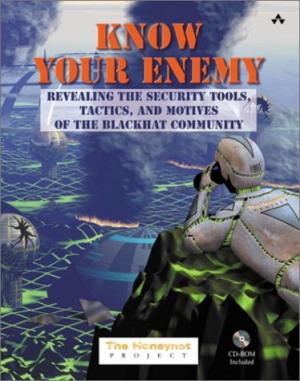 KNOW
YOUR ENEMY
REVEALING THE SECURITY TOOLS,
TACTICS, AND MOTIVES
OF THE BLACKHAT COMMUNITY
The Honeynet
PROJECT
CD-ROM
Included